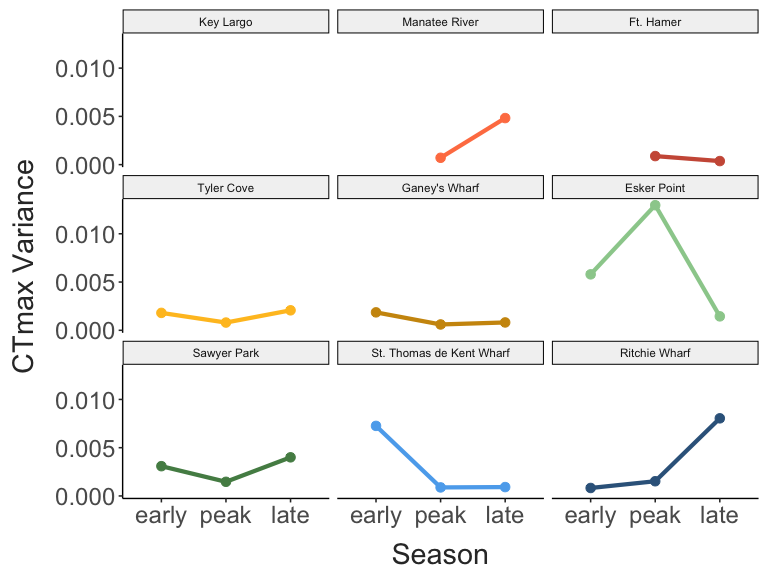 Key Largo
Manatee River
Ft. Hamer
0.010
0.005
0.000
Tyler Cove
Ganey's Wharf
Esker Point
0.010
0.005
0.000
Sawyer Park
St. Thomas de Kent Wharf
Ritchie Wharf
0.010
0.005
0.000
early peak late
early peak late
early peak late
Season
CTmax Variance